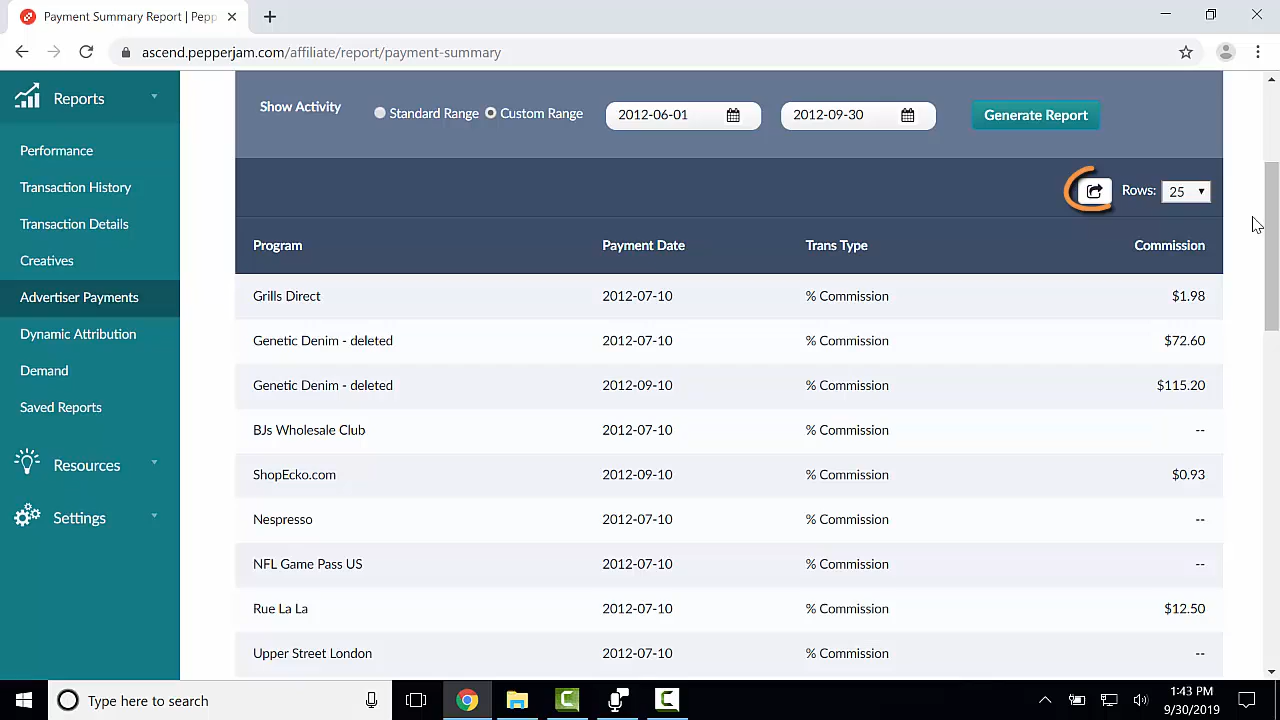 Payment Summary Report | Pepp
ascend.pepperjam.com/affiliate/report/payment-summary
Reports
Performance
Transaction History
Transaction Details
Creatives
Advertiser Payments
Dynamic Attribution
Demand
Saved Reports
Resources
Settings
Show Activity Standard Range Custom Range 2012-06-01 2012-09-30 Generate Report
Rows: 25
Program Payment Date Trans Type Commission
Grills Direct 2012-07-10 % Commission $1.98
Genetic Denim - deleted 2012-07-10 % Commission $72.60
Genetic Denim - deleted 2012-09-10 % Commission $115.20
BJs Wholesale Club 2012-07-10 % Commission --
ShopEcko.com 2012-09-10 % Commission $0.93
Nespresso 2012-07-10 % Commission --
NFL Game Pass US 2012-07-10 % Commission --
Rue La La 2012-07-10 % Commission $12.50
Upper Street London 2012-07-10 % Commission --
Type here to search
1:43 PM
9/30/2019